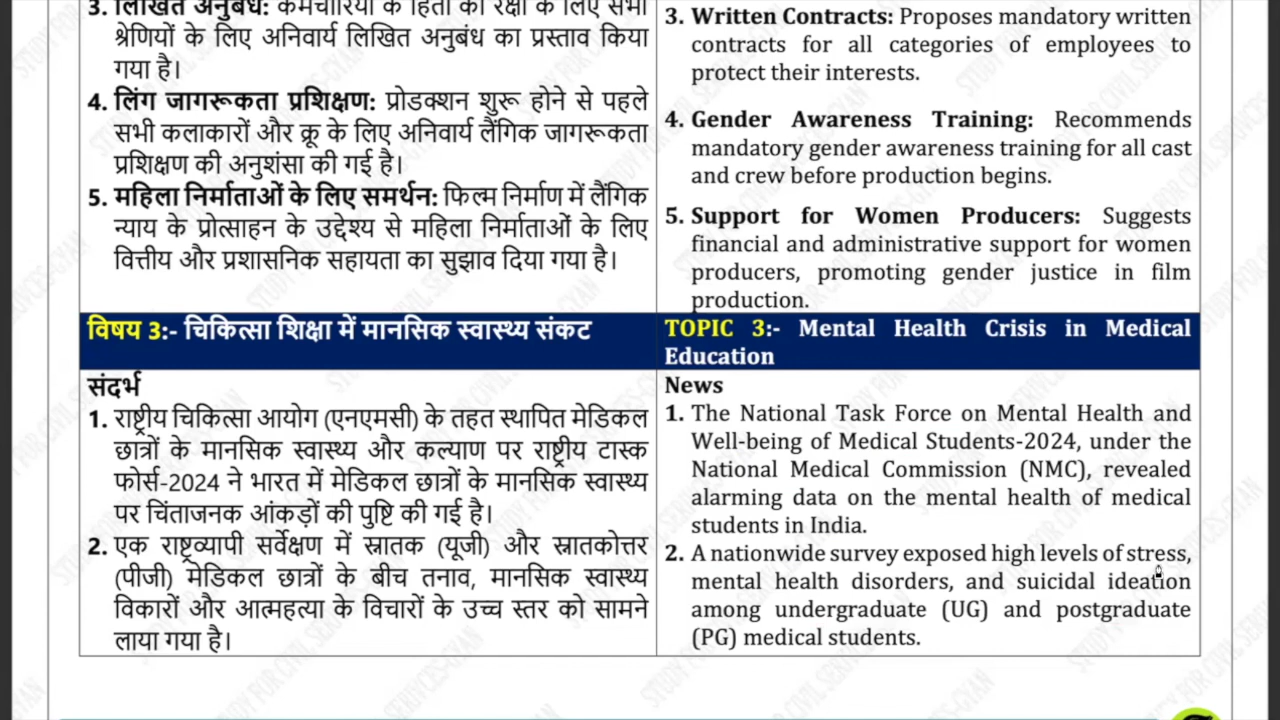 3. लिखित अनुबंध: कर्मचारियों के हितों की रक्षा के लिए सभी
श्रेणियों के लिए अनिवार्य लिखित अनुबंध का प्रस्ताव किया
गया है।
4. लिंग जागरूकता प्रशिक्षण: प्रोडक्शन शुरू होने से पहले
सभी कलाकारों और क्रू के लिए अनिवार्य लैंगिक जागरूकता
प्रशिक्षण की अनुशंसा की गई है।
5. महिला निर्माताओं के लिए समर्थन: फिल्म निर्माण में लैंगिक
न्याय के प्रोत्साहन के उद्देश्य से महिला निर्माताओं के लिए
वित्तीय और प्रशासनिक सहायता का सुझाव दिया गया है।
3. Written Contracts: Proposes mandatory written
contracts for all categories of employees to
protect their interests.
4. Gender Awareness Training: Recommends
mandatory gender awareness training for all cast
and crew before production begins.
5. Support for Women Producers: Suggests
financial and administrative support for women
producers, promoting gender justice in film
production.
विषय 3:- चिकित्सा शिक्षा में मानसिक स्वास्थ्य संकट
TOPIC 3:- Mental Health Crisis in Medical
Education
संदर्भ
1. राष्ट्रीय चिकित्सा आयोग (एनएमसी) के तहत स्थापित मेडिकल
छात्रों के मानसिक स्वास्थ्य और कल्याण पर राष्ट्रीय टास्क
फोर्स-2024 ने भारत में मेडिकल छात्रों के मानसिक स्वास्थ्य
पर चिंताजनक आंकड़ों की पुष्टि की गई है।
2. एक राष्ट्रव्यापी सर्वेक्षण में स्नातक (यूजी) और स्नातकोत्तर
(पीजी) मेडिकल छात्रों के बीच तनाव, मानसिक स्वास्थ्य
विकारों और आत्महत्या के विचारों के उच्च स्तर को सामने
लाया गया है।
News
1. The National Task Force on Mental Health and
Well-being of Medical Students-2024, under the
National Medical Commission (NMC), revealed
alarming data on the mental health of medical
students in India.
2. A nationwide survey exposed high levels of stress,
mental health disorders, and suicidal ideation
among undergraduate (UG) and postgraduate
(PG) medical students.